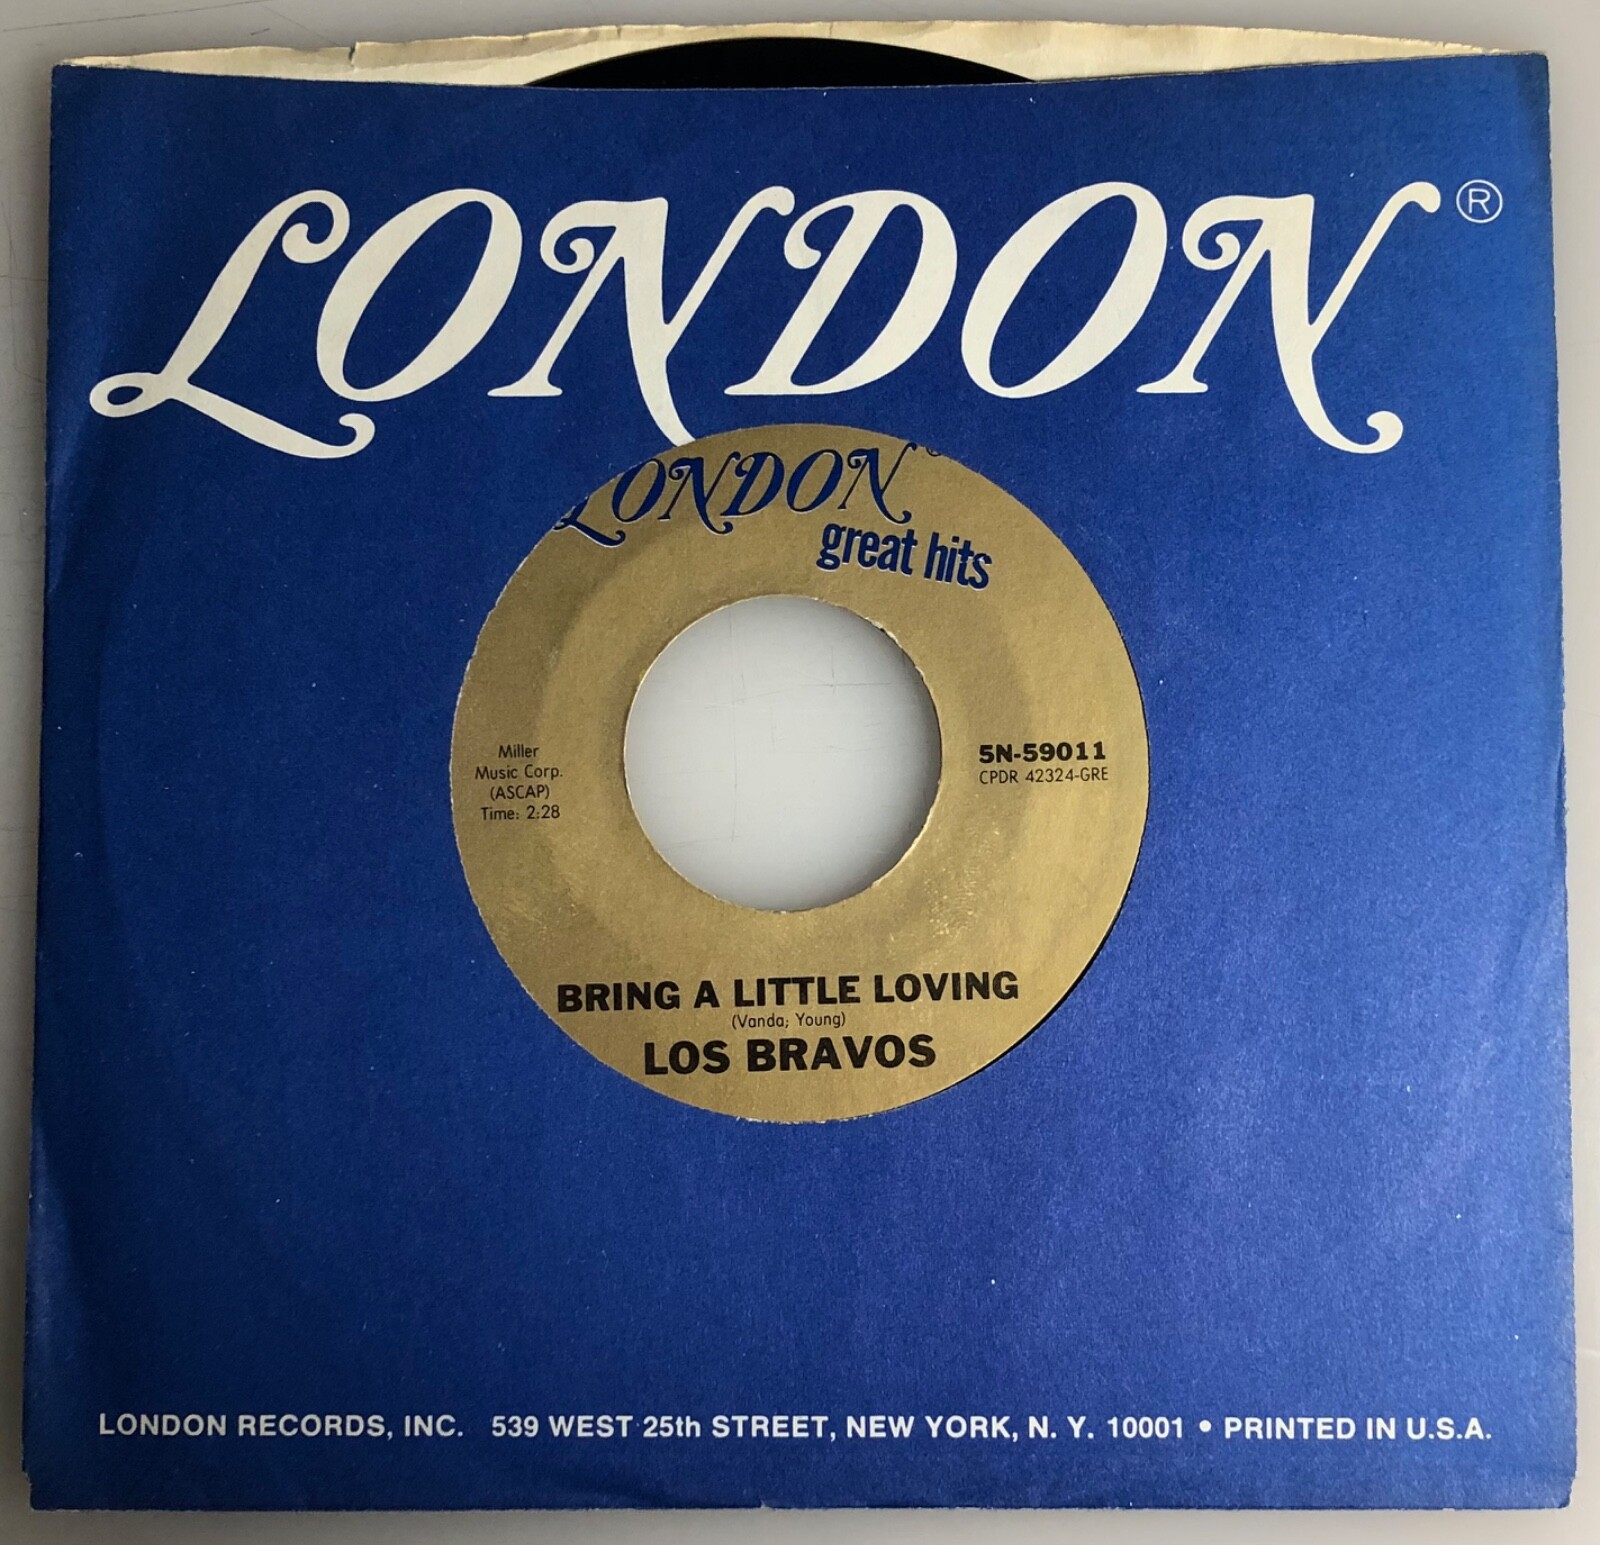 LONDON®
LONDON®
great hits
Miller
Music Corp.
(ASCAP)
Time: 2:28
5N-59011
CPDR 42324-GRE
BRING A LITTLE LOVING
(Vanda; Young)
LOS BRAVOS
LONDON RECORDS, INC. 539 WEST 25th STREET, NEW YORK, N. Y. 10001 • PRINTED IN U.S.A.